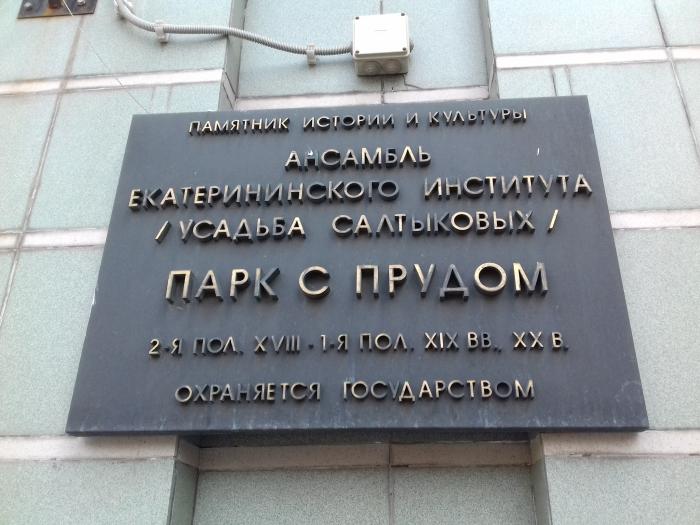 ПАМЯТНИК ИСТОРИИ И КУЛЬТУРЫ
АНСАМБЛЬ
ЕКАТЕРИНИНСКОГО ИНСТИТУТА
/ УСАДЬБА САЛТЫКОВЫХ /
ПАРК С ПРУДОМ
2-Я ПОЛ. XVIII - 1-Я ПОЛ. XIX ВВ., XX В.
ОХРАНЯЕТСЯ ГОСУДАРСТВОМ